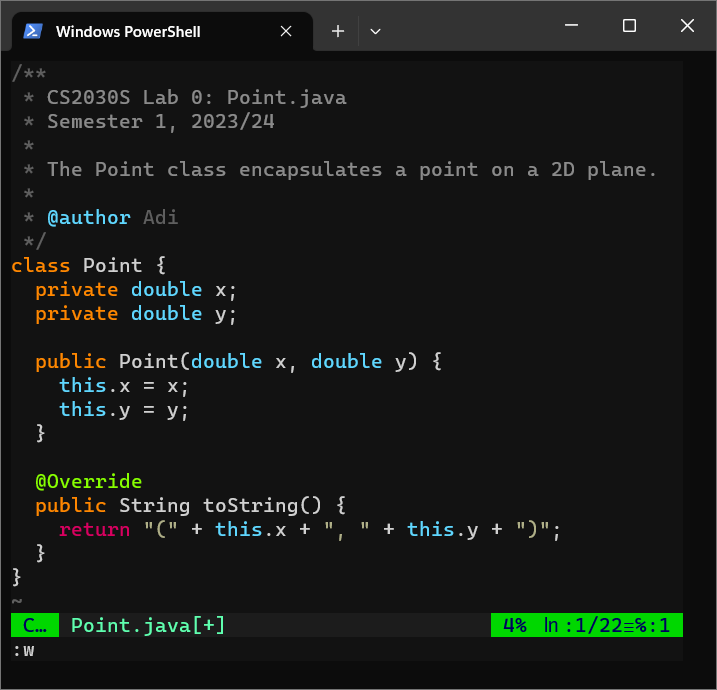 Windows PowerShell
/**
 * CS2030S Lab 0: Point.java
 * Semester 1, 2023/24
 *
 * The Point class encapsulates a point on a 2D plane.
 *
 * @author Adi
 */
class Point {
  private double x;
  private double y;

  public Point(double x, double y) {
    this.x = x;
    this.y = y;
  }

  @Override
  public String toString() {
    return "(" + this.x + ", " + this.y + ")";
  }
}
~
C… Point.java[+] 4% ㏑:1/22≡℅:1
:w